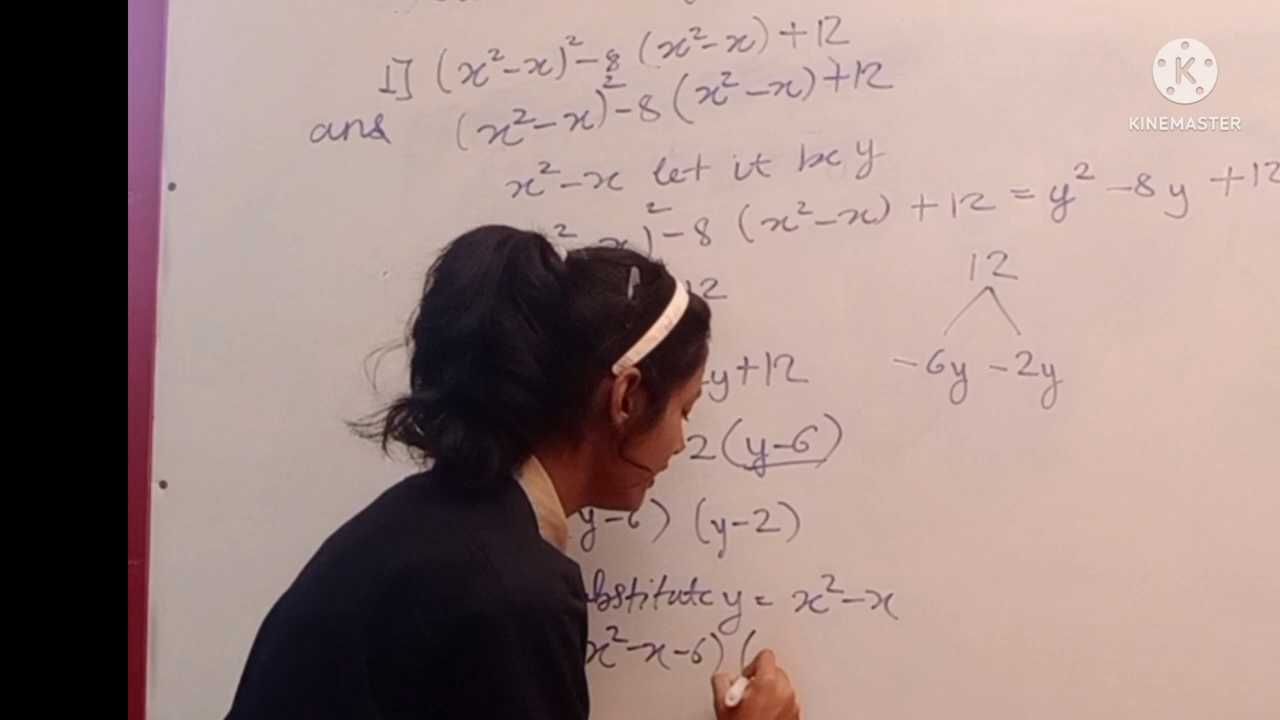 1] (x²-x)²-8 (x²-x)+12
ans (x²-x)²-8 (x²-x)+12
x²-x let it be y
²-8 (x²-x) +12 = y²-8y +12
12
12
y+12
-6y -2y
2(y-6)
y-6) (y-2)
bstitute y = x²-x
x²-x-6) (
KINEMASTER